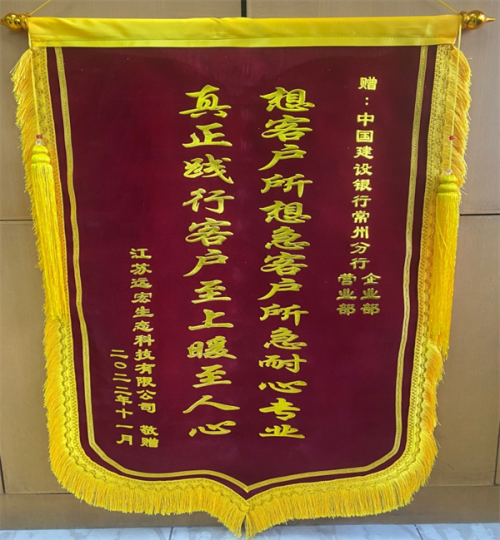 赠：中国建设银行常州分行
企业部
营业部
想客户所想急客户所急耐心专业
真正践行客户至上暖至人心
江苏远宏生态科技有限公司 敬赠
二〇二二年十一月